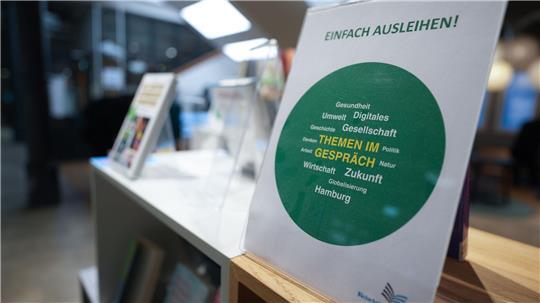 EINFACH AUSLEIHEN!
Gesundheit
Umwelt Digitales
Geschichte Gesellschaft
Denken THEMEN IM Politik
Arbeit GESPRÄCH Natur
Wirtschaft Zukunft
Globalisierung
Hamburg